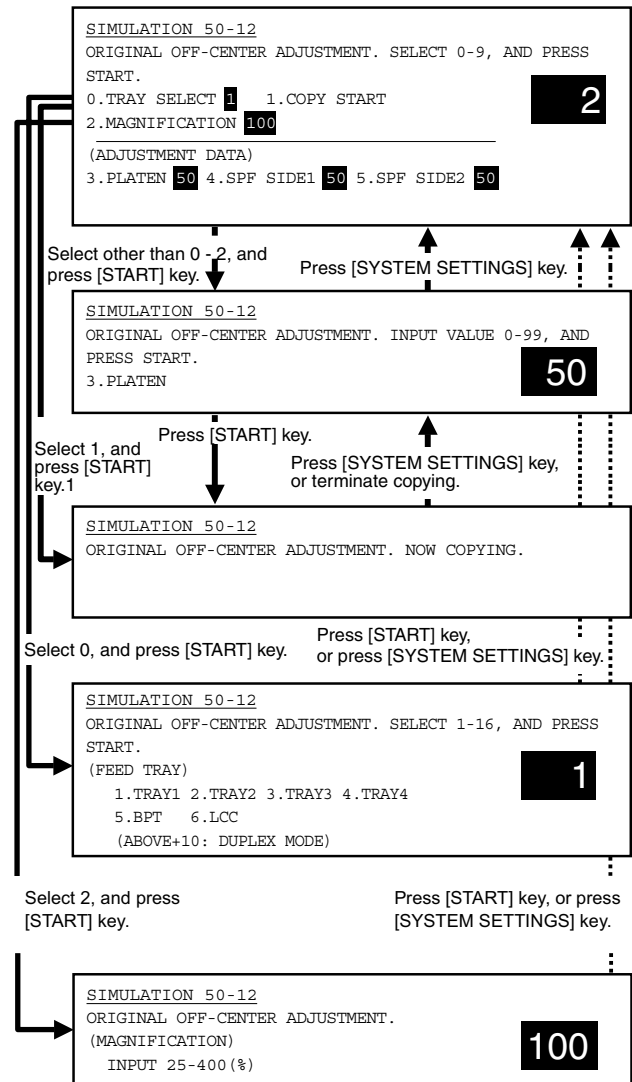 SIMULATION 50-12
ORIGINAL OFF-CENTER ADJUSTMENT. SELECT 0-9, AND PRESS
START.
0.TRAY SELECT 1 1.COPY START
2
2.MAGNIFICATION 100
(ADJUSTMENT DATA)
3.PLATEN 50 4.SPF SIDE1 50 5.SPF SIDE2 50
Select other than 0 - 2, and
press [START] key.
Press [SYSTEM SETTINGS] key.
SIMULATION 50-12
ORIGINAL OFF-CENTER ADJUSTMENT. INPUT VALUE 0-99, AND
PRESS START.
3.PLATEN
50
Select 1, and
press [START]
key.1
Press [START] key.
Press [SYSTEM SETTINGS] key,
or terminate copying.
SIMULATION 50-12
ORIGINAL OFF-CENTER ADJUSTMENT. NOW COPYING.
Select 0, and press [START] key.
Press [START] key,
or press [SYSTEM SETTINGS] key.
SIMULATION 50-12
ORIGINAL OFF-CENTER ADJUSTMENT. SELECT 1-16, AND PRESS
START.
(FEED TRAY)
1
1.TRAY1 2.TRAY2 3.TRAY3 4.TRAY4
5.BPT 6.LCC
(ABOVE+10: DUPLEX MODE)
Select 2, and press
[START] key.
Press [START] key, or press
[SYSTEM SETTINGS] key.
SIMULATION 50-12
ORIGINAL OFF-CENTER ADJUSTMENT.
(MAGNIFICATION)
INPUT 25-400(%)
100